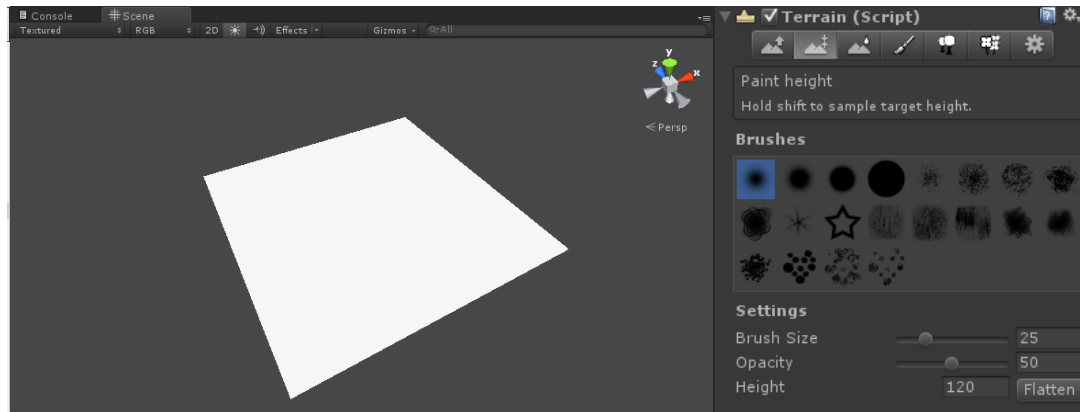 Console Scene
Textured RGB 2D Effects Gizmos All
y
z x
Persp
Terrain (Script)
Paint height
Hold shift to sample target height.
Brushes
Settings
Brush Size 25
Opacity 50
Height 120 Flatten